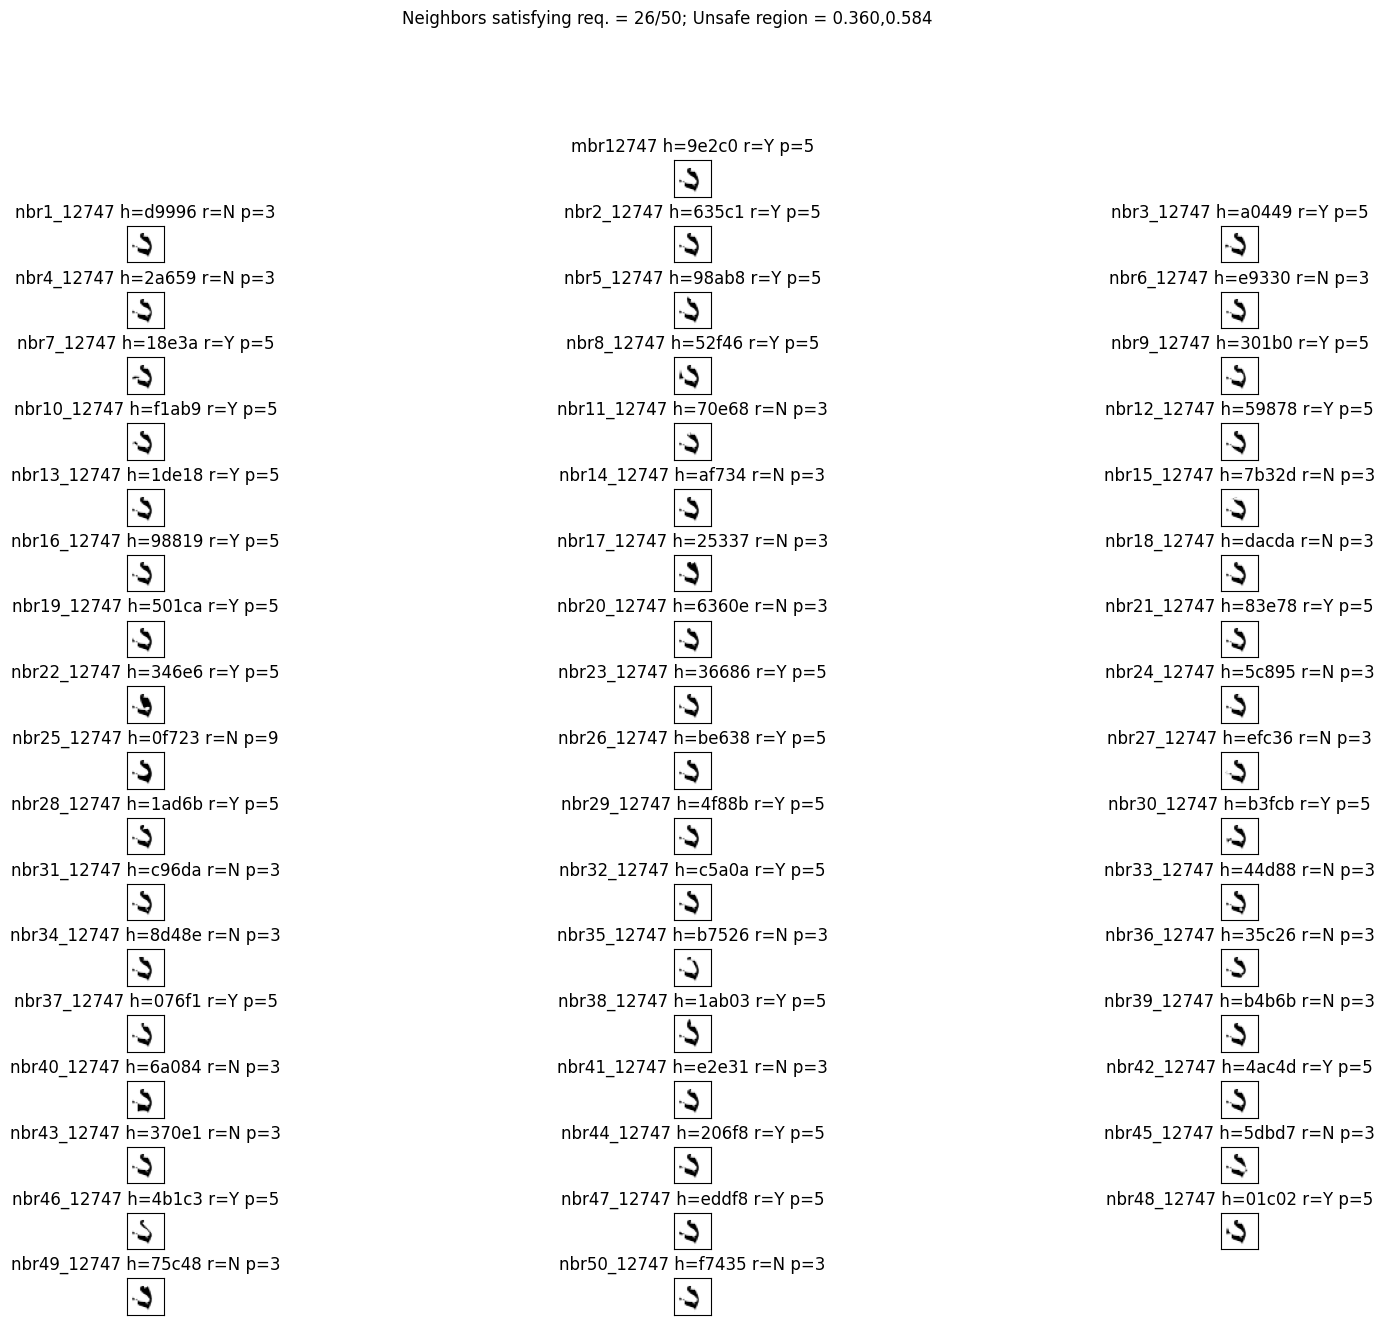 Neighbors satisfying req. = 26/50; Unsafe region = 0.360,0.584
mbr12747 h=9e2c0 r=Y p=5
nbr1_12747 h=d9996 r=N p=3
nbr2_12747 h=635c1 r=Y p=5
nbr3_12747 h=a0449 r=Y p=5
nbr4_12747 h=2a659 r=N p=3
nbr5_12747 h=98ab8 r=Y p=5
nbr6_12747 h=e9330 r=N p=3
nbr7_12747 h=18e3a r=Y p=5
nbr8_12747 h=52f46 r=Y p=5
nbr9_12747 h=301b0 r=Y p=5
nbr10_12747 h=f1ab9 r=Y p=5
nbr11_12747 h=70e68 r=N p=3
nbr12_12747 h=59878 r=Y p=5
nbr13_12747 h=1de18 r=Y p=5
nbr14_12747 h=af734 r=N p=3
nbr15_12747 h=7b32d r=N p=3
nbr16_12747 h=98819 r=Y p=5
nbr17_12747 h=25337 r=N p=3
nbr18_12747 h=dacda r=N p=3
nbr19_12747 h=501ca r=Y p=5
nbr20_12747 h=6360e r=N p=3
nbr21_12747 h=83e78 r=Y p=5
nbr22_12747 h=346e6 r=Y p=5
nbr23_12747 h=36686 r=Y p=5
nbr24_12747 h=5c895 r=N p=3
nbr25_12747 h=0f723 r=N p=9
nbr26_12747 h=be638 r=Y p=5
nbr27_12747 h=efc36 r=N p=3
nbr28_12747 h=1ad6b r=Y p=5
nbr29_12747 h=4f88b r=Y p=5
nbr30_12747 h=b3fcb r=Y p=5
nbr31_12747 h=c96da r=N p=3
nbr32_12747 h=c5a0a r=Y p=5
nbr33_12747 h=44d88 r=N p=3
nbr34_12747 h=8d48e r=N p=3
nbr35_12747 h=b7526 r=N p=3
nbr36_12747 h=35c26 r=N p=3
nbr37_12747 h=076f1 r=Y p=5
nbr38_12747 h=1ab03 r=Y p=5
nbr39_12747 h=b4b6b r=N p=3
nbr40_12747 h=6a084 r=N p=3
nbr41_12747 h=e2e31 r=N p=3
nbr42_12747 h=4ac4d r=Y p=5
nbr43_12747 h=370e1 r=N p=3
nbr44_12747 h=206f8 r=Y p=5
nbr45_12747 h=5dbd7 r=N p=3
nbr46_12747 h=4b1c3 r=Y p=5
nbr47_12747 h=eddf8 r=Y p=5
nbr48_12747 h=01c02 r=Y p=5
nbr49_12747 h=75c48 r=N p=3
nbr50_12747 h=f7435 r=N p=3